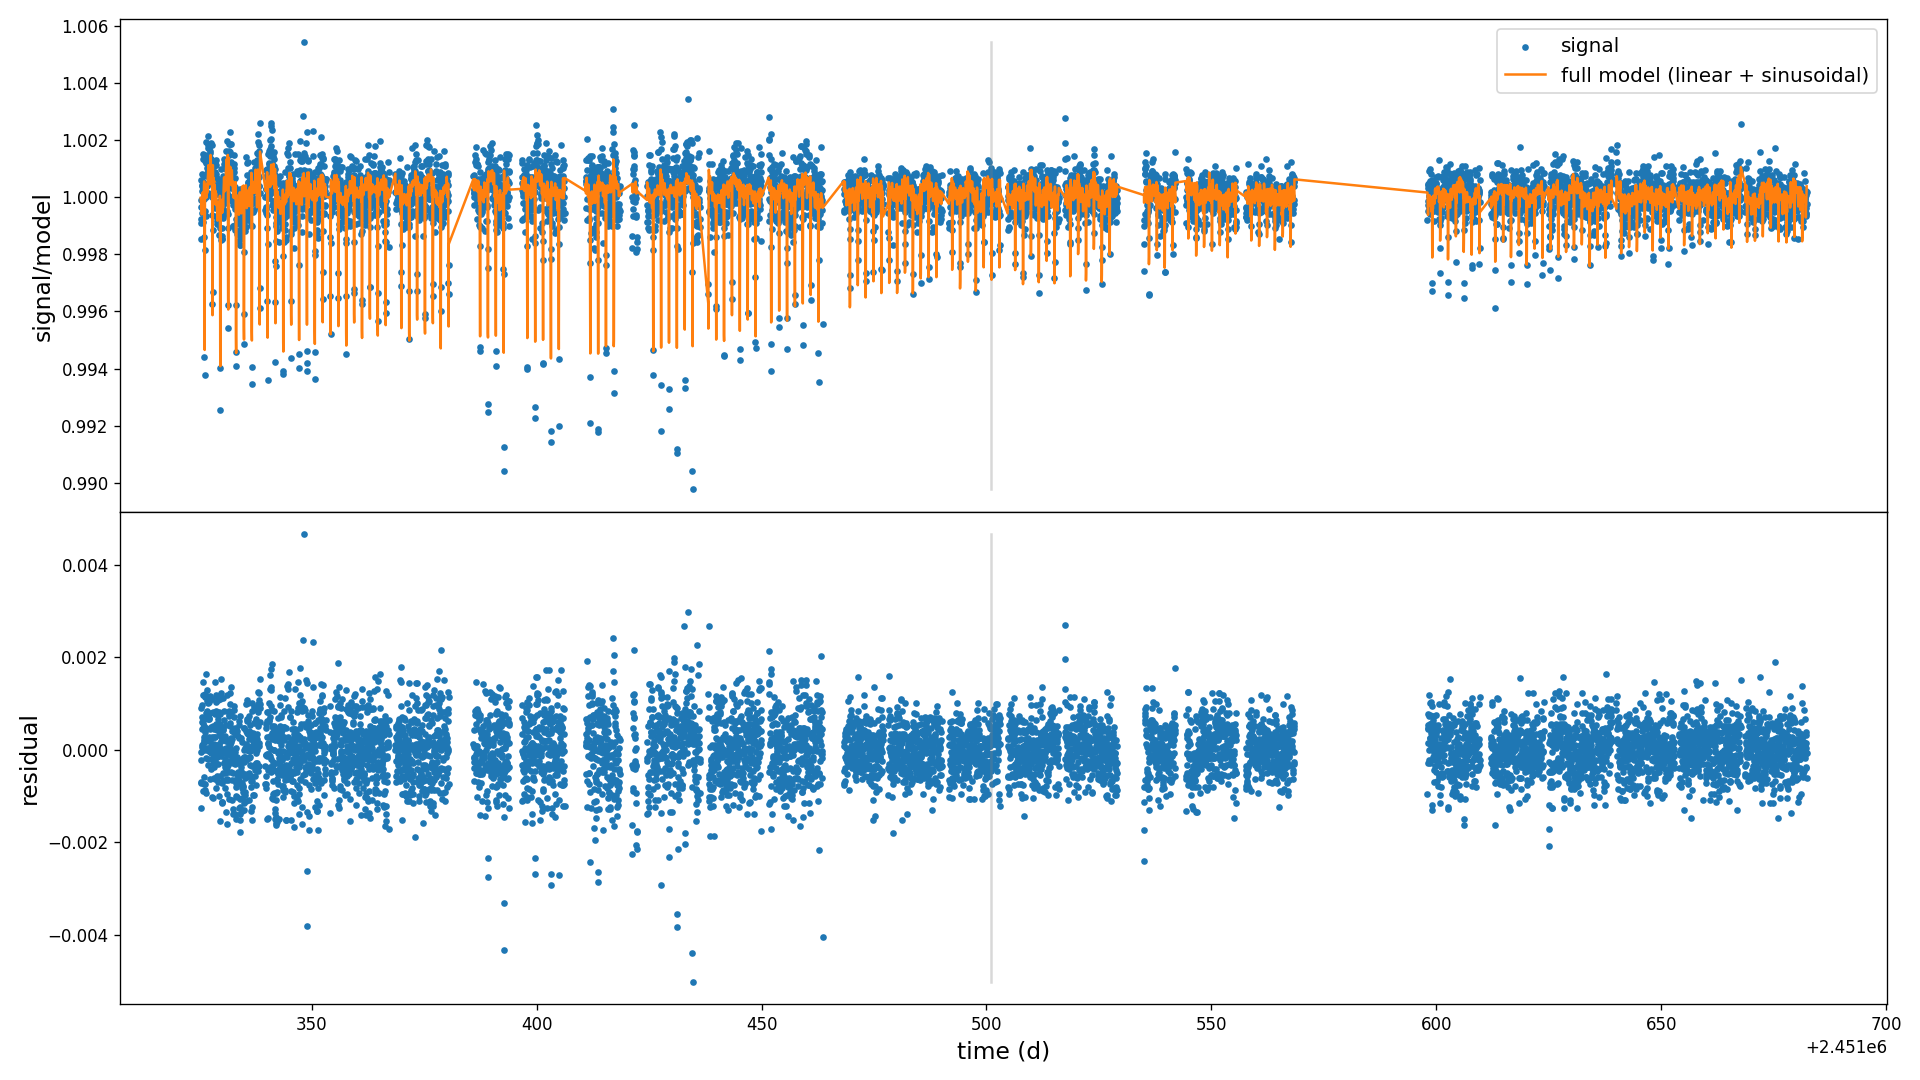 1.006
1.004
1.002
1.000
0.998
0.996
0.994
0.992
0.990
signal/model
signal
full model (linear + sinusoidal)
0.004
0.002
0.000
−0.002
−0.004
residual
350 400 450 500 550 600 650 700
time (d)
+2.451e6